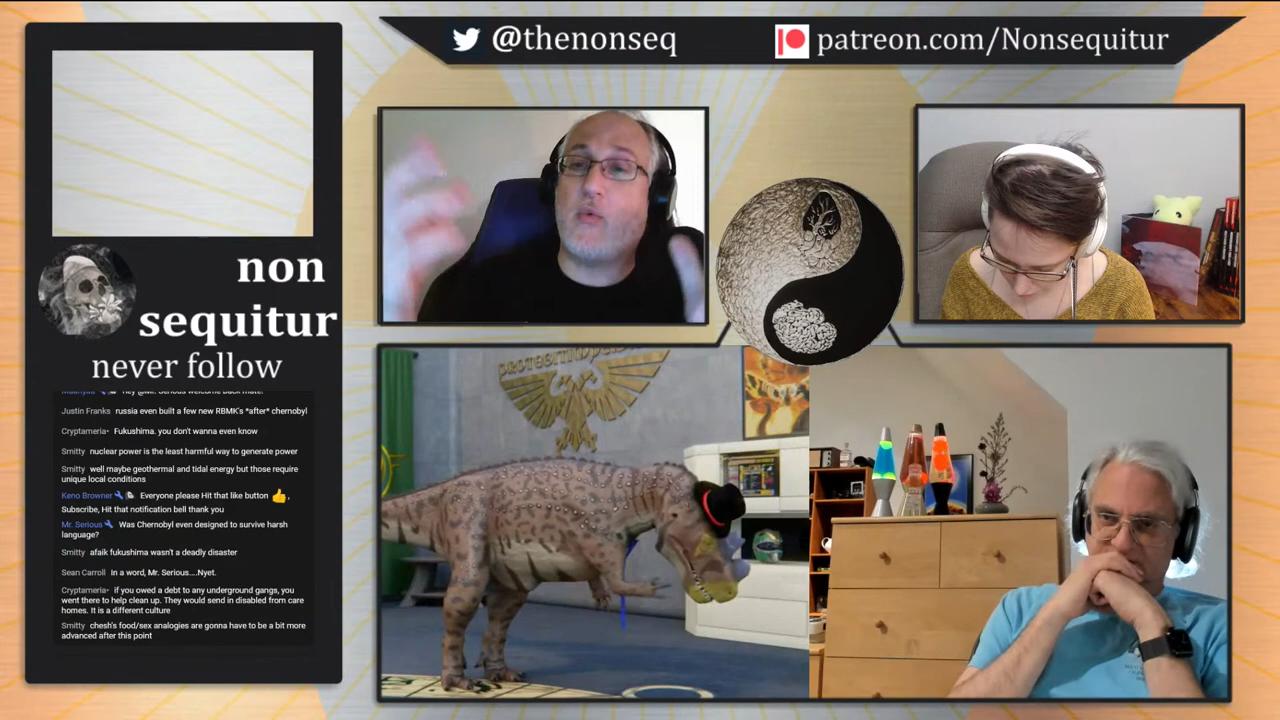 @thenonseq
patreon.com/Nonsequitur
non
sequitur
never follow
Hey @Mr. Serious welcome back mate!
Justin Franks russia even built a few new RBMK's *after* chernobyl
Cryptameria• Fukushima. you don't wanna even know
Smitty nuclear power is the least harmful way to generate power
Smitty well maybe geothermal and tidal energy but those require
unique local conditions
Keno Browner Everyone please Hit that like button 👍,
Subscribe, Hit that notification bell thank you
Mr. Serious Was Chernobyl even designed to survive harsh
language?
Smitty afaik fukushima wasn't a deadly disaster
Sean Carroll In a word, Mr. Serious....Nyet.
Cryptameria• if you owed a debt to any underground gangs, you
went there to help clean up. They would send in disabled from care
homes. It is a different culture
Smitty chesh's food/sex analogies are gonna have to be a bit more
advanced after this point